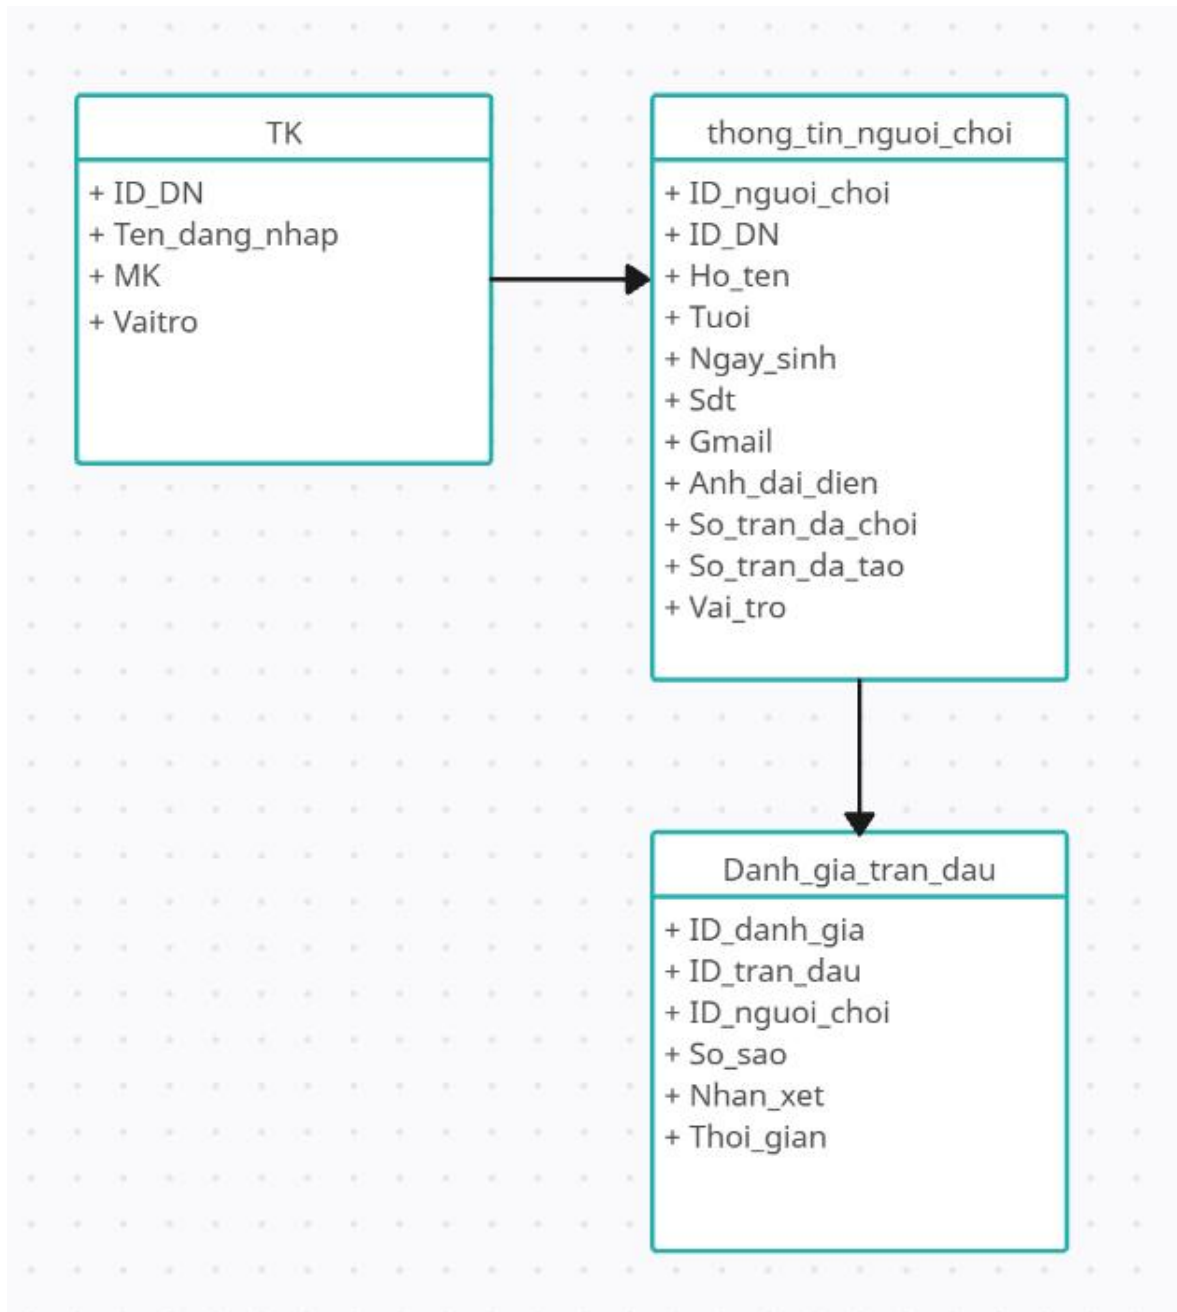 TK
+ ID_DN
+ Ten_dang_nhap
+ MK
+ Vaitro
thong_tin_nguoi_choi
+ ID_nguoi_choi
+ ID_DN
+ Ho_ten
+ Tuoi
+ Ngay_sinh
+ Sdt
+ Gmail
+ Anh_dai_dien
+ So_tran_da_choi
+ So_tran_da_tao
+ Vai_tro
Danh_gia_tran_dau
+ ID_danh_gia
+ ID_tran_dau
+ ID_nguoi_choi
+ So_sao
+ Nhan_xet
+ Thoi_gian